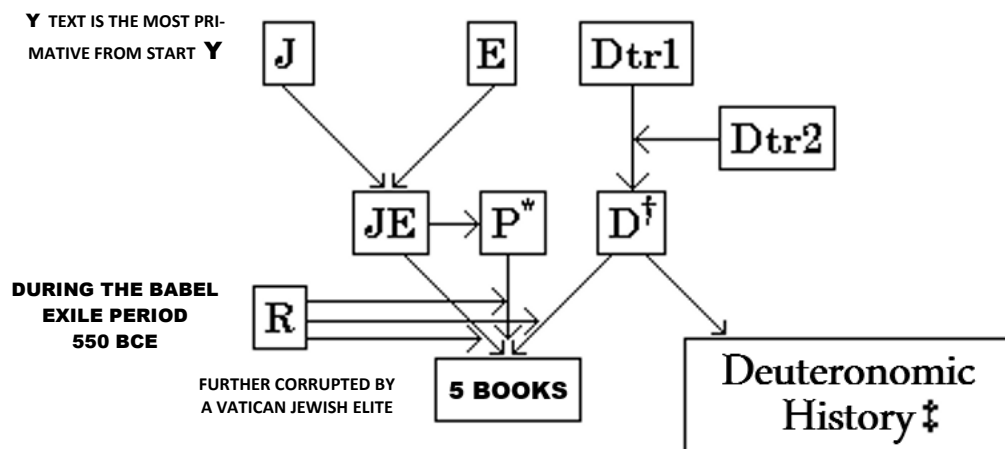 Y TEXT IS THE MOST PRI-
MATIVE FROM START Y
J
E
Dtr1
Dtr2
JE
P*
D†
DURING THE BABEL
EXILE PERIOD
550 BCE
R
FURTHER CORRUPTED BY
A VATICAN JEWISH ELITE
5 BOOKS
Deuteronomic
History ‡